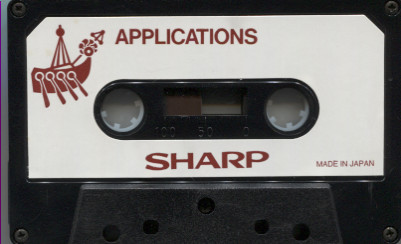 APPLICATIONS
100 50 0
SHARP
MADE IN JAPAN